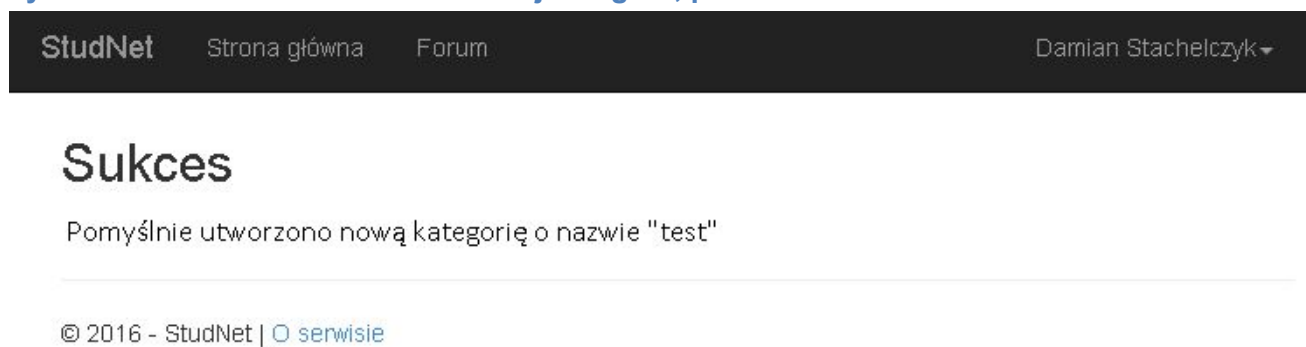 StudNet Strona główna Forum Damian Stachelczyk
Sukces
Pomyślnie utworzono nową kategorię o nazwie "test"
© 2016 - StudNet | O serwisie